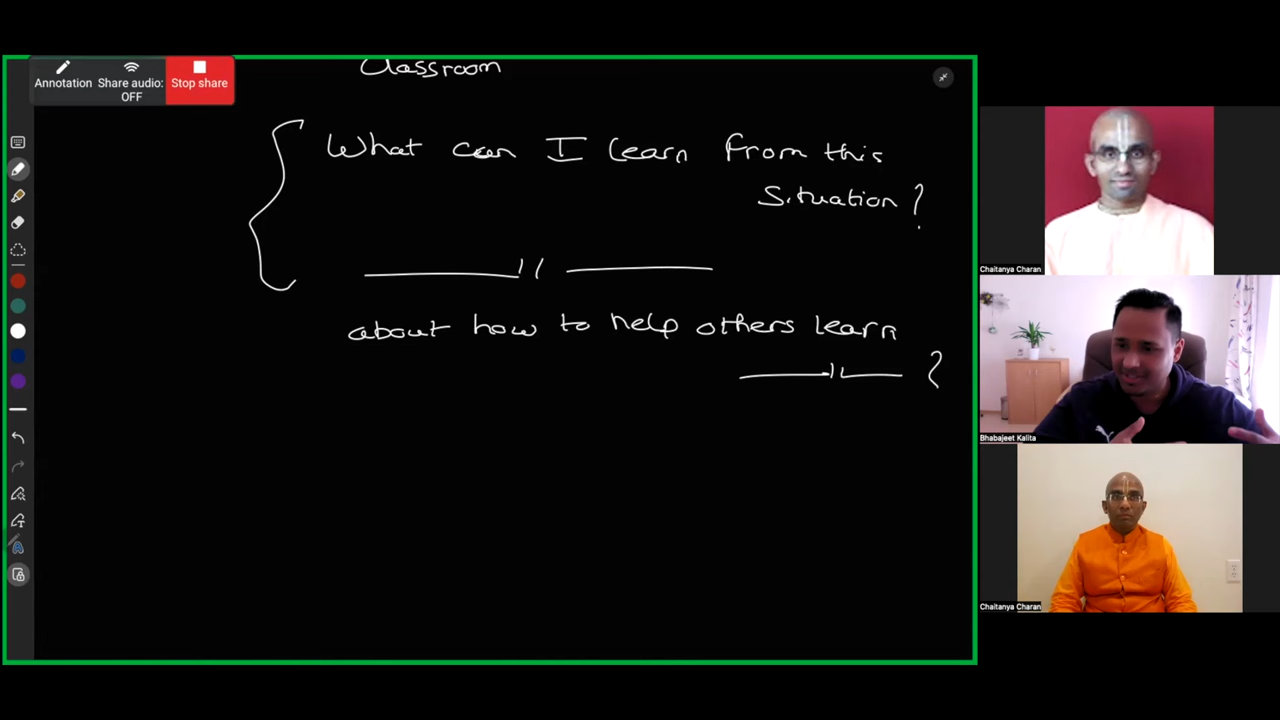 Classroom
Annotation
Share audio: OFF
Stop share
What can I learn from this
Situation?
———— // ————
about how to help others learn
———— // ———— ?
Chaitanya Charan
Bhabajeet Kalita
Chaitanya Charan